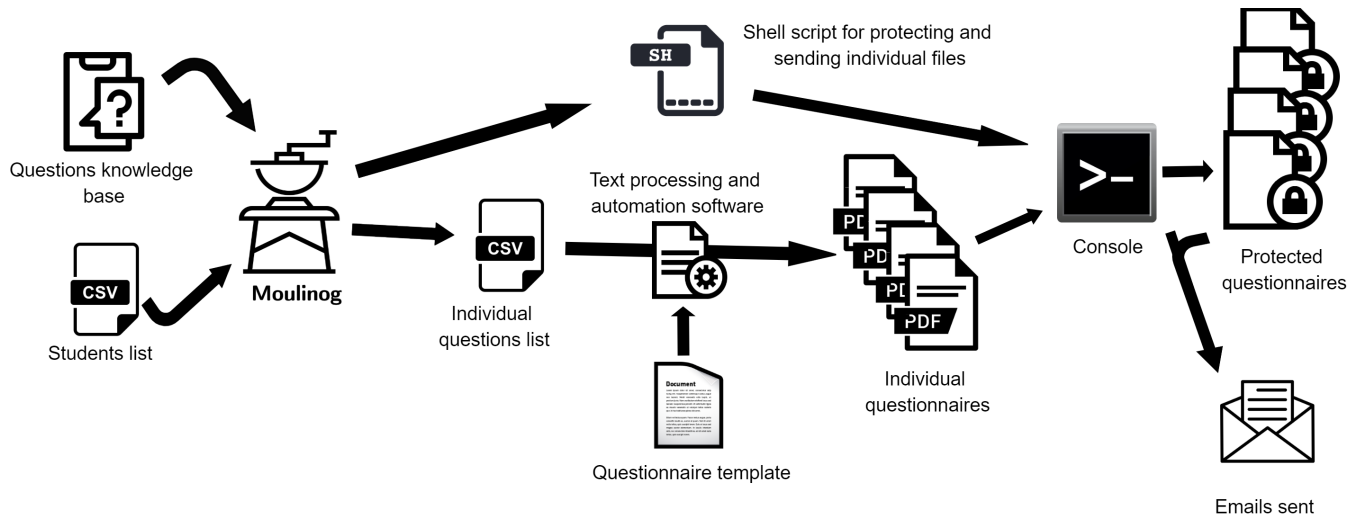 Shell script for protecting and
sending individual files
SH
Questions knowledge
base
?
Text processing and
automation software
>_
Console
CSV
Students list
Moulinog
CSV
Individual
questions list
PD
PD
PD
PDF
Individual
questionnaires
Protected
questionnaires
Document
Questionnaire template
Emails sent